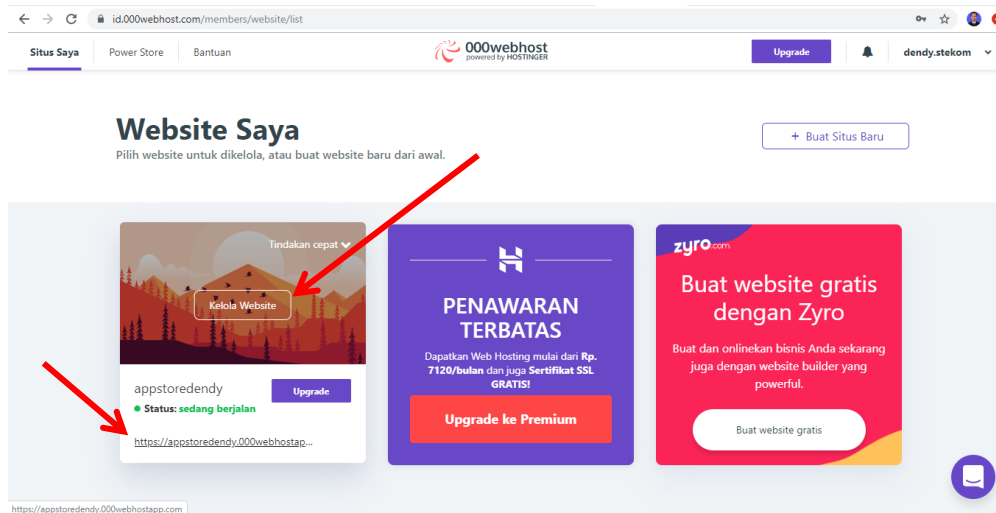 id.000webhost.com/members/website/list
Situs Saya
Power Store
Bantuan
000webhost
powered by HOSTINGER
Upgrade
dendy.stekom
Website Saya
Pilih website untuk dikelola, atau buat website baru dari awal.
+ Buat Situs Baru
Tindakan cepat
Kelola Website
appstoredendy
Upgrade
Status: sedang berjalan
https://appstoredendy.000webhostap...
PENAWARAN
TERBATAS
Dapatkan Web Hosting mulai dari Rp.
7120/bulan dan juga Sertifikat SSL
GRATIS!
Upgrade ke Premium
zyro.com
Buat website gratis
dengan Zyro
Buat dan onlinekan bisnis Anda sekarang
juga dengan website builder yang
powerful.
Buat website gratis
https://appstoredendy.000webhostapp.com